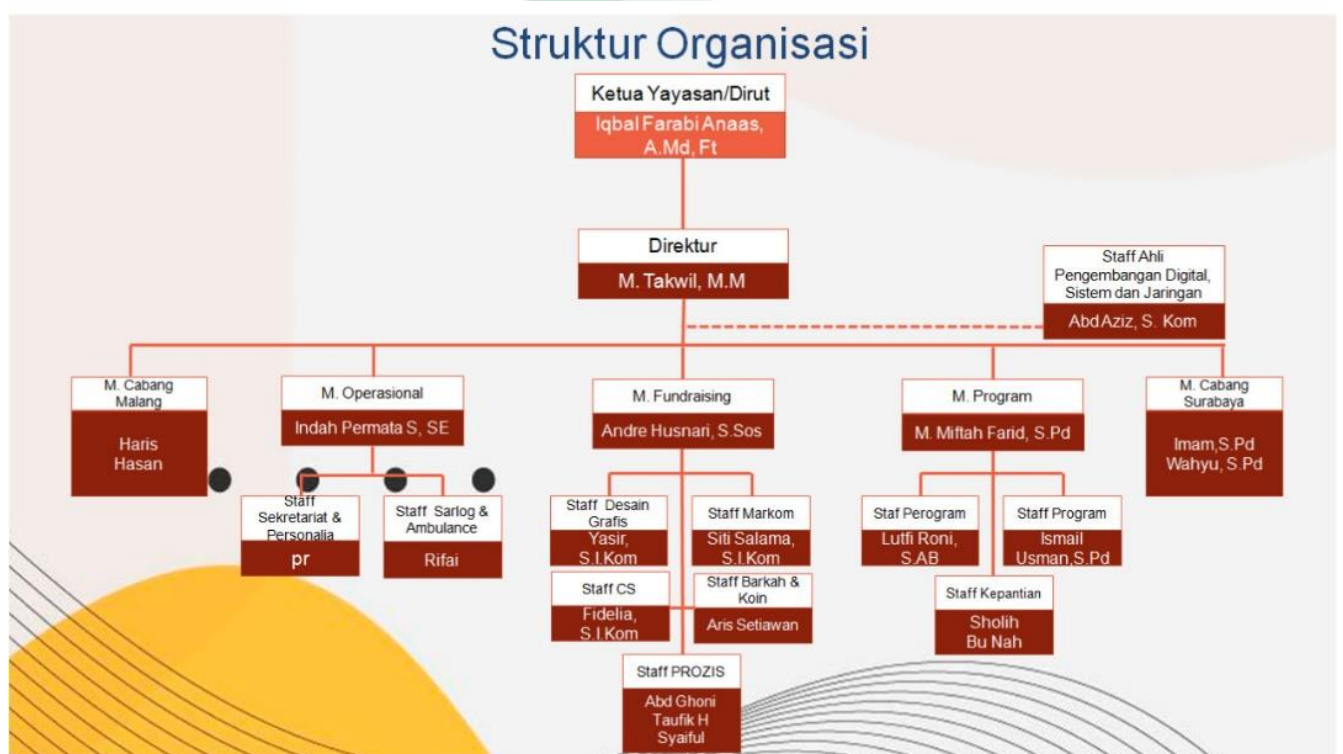 Struktur Organisasi
Ketua Yayasan/Dirut
Iqbal Farabi Anaas,
A.Md, Ft
Direktur
M. Takwil, M.M
Staff Ahli
Pengembangan Digital,
Sistem dan Jaringan
Abd Aziz, S. Kom
M. Cabang
Malang
Haris
Hasan
M. Operasional
Indah Permata S, SE
M. Fundraising
Andre Husnari, S.Sos
M. Program
M. Miftah Farid, S.Pd
M. Cabang
Surabaya
Imam,S.Pd
Wahyu, S.Pd
Staff
Sekretariat &
Personalia
pr
Staff Sarlog &
Ambulance
Rifai
Staff Desain
Grafis
Yasir,
S.I.Kom
Staff Markom
Siti Salama,
S.I.Kom
Staf Perogram
Lutfi Roni,
S.AB
Staff Program
Ismail
Usman,S.Pd
Staff CS
Fidelia,
S.I.Kom
Staff Barkah &
Koin
Aris Setiawan
Staff Kepantian
Sholih
Bu Nah
Staff PROZIS
Abd Ghoni
Taufik H
Syaiful